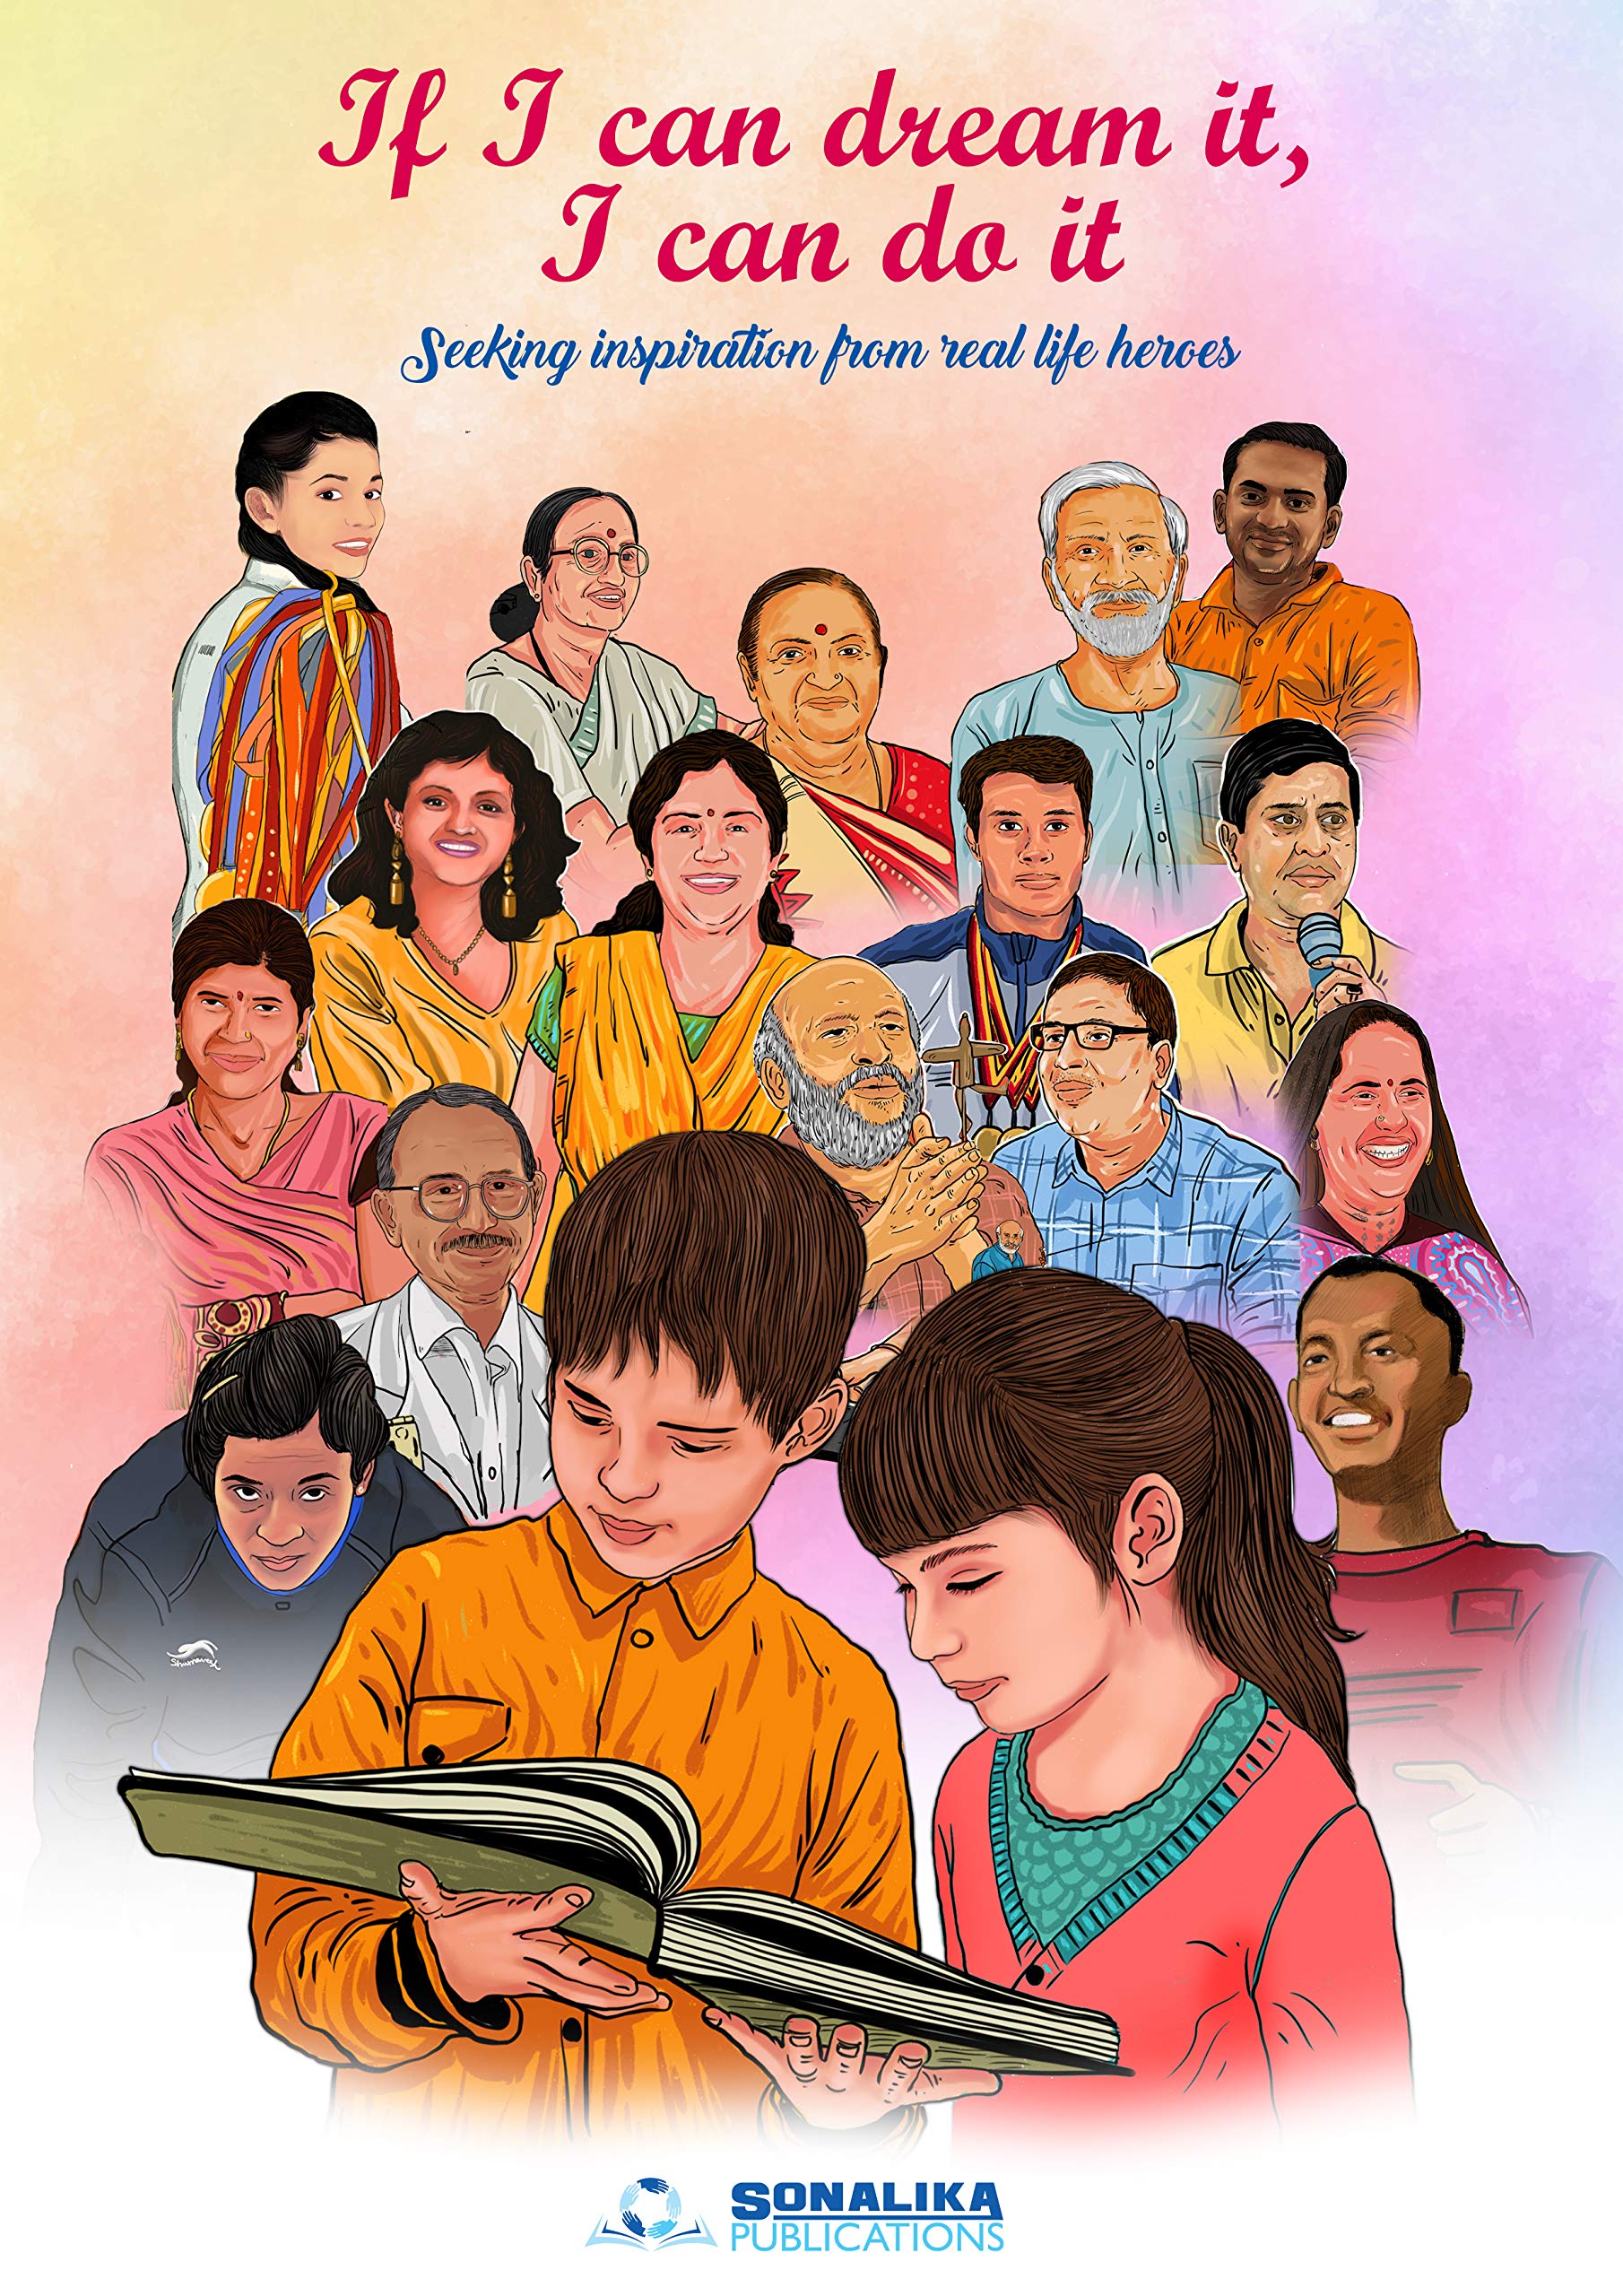 If I can dream it,
I can do it
Seeking inspiration from real life heroes
SONALIKA
PUBLICATIONS